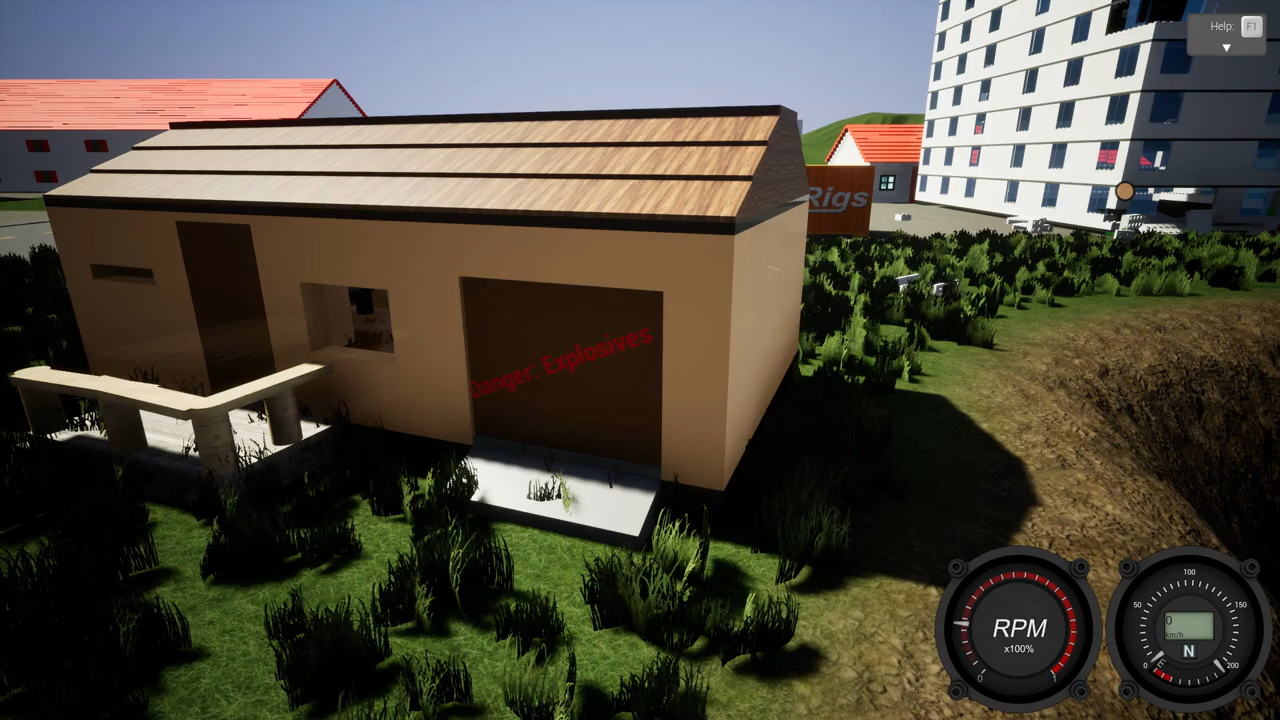 Help: F1
Rigs
Danger: Explosives
RPM
x100%
0
1
0
50
100
150
200
0
km/h
N
E